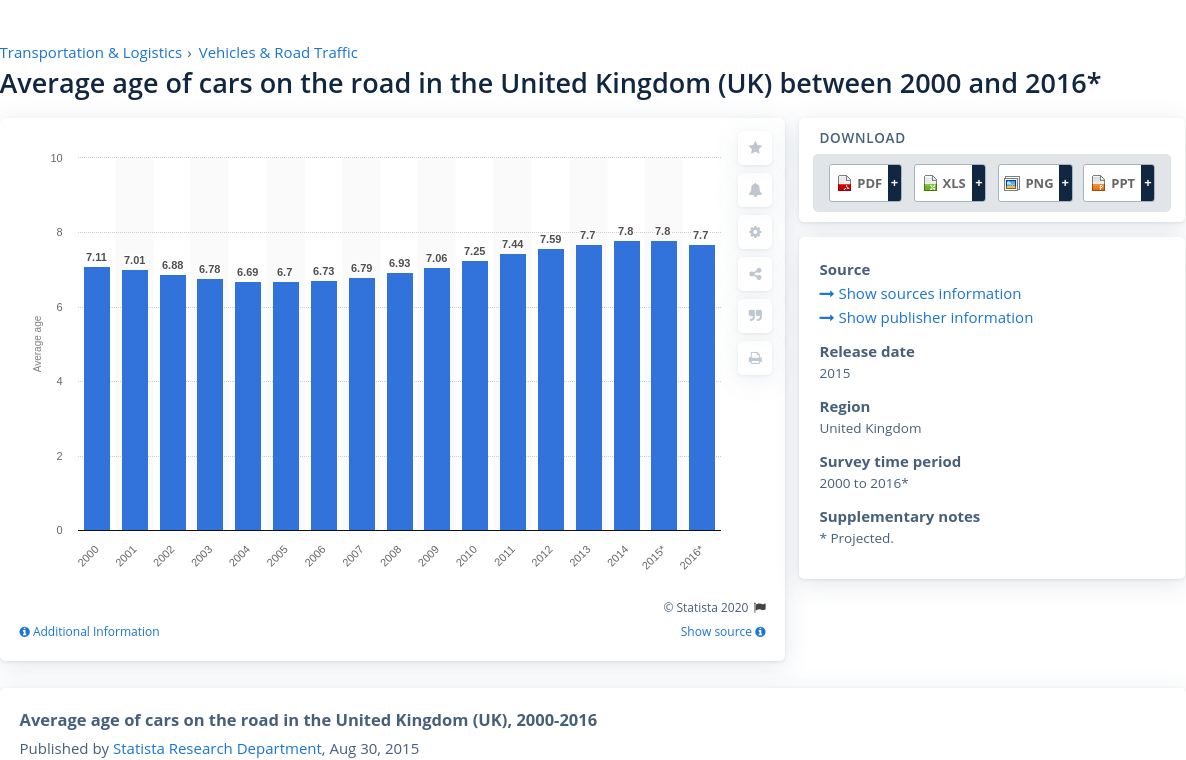 Transportation & Logistics › Vehicles & Road Traffic
Average age of cars on the road in the United Kingdom (UK) between 2000 and 2016*
10
8
6
4
2
0
Average age
7.11 7.01 6.88 6.78 6.69 6.7 6.73 6.79 6.93 7.06 7.25 7.44 7.59 7.7 7.8 7.8 7.7
2000 2001 2002 2003 2004 2005 2006 2007 2008 2009 2010 2011 2012 2013 2014 2015* 2016*
© Statista 2020
Additional Information
Show source
DOWNLOAD
PDF + XLS + PNG + PPT +
Source
Show sources information
Show publisher information
Release date
2015
Region
United Kingdom
Survey time period
2000 to 2016*
Supplementary notes
* Projected.
Average age of cars on the road in the United Kingdom (UK), 2000-2016
Published by Statista Research Department, Aug 30, 2015